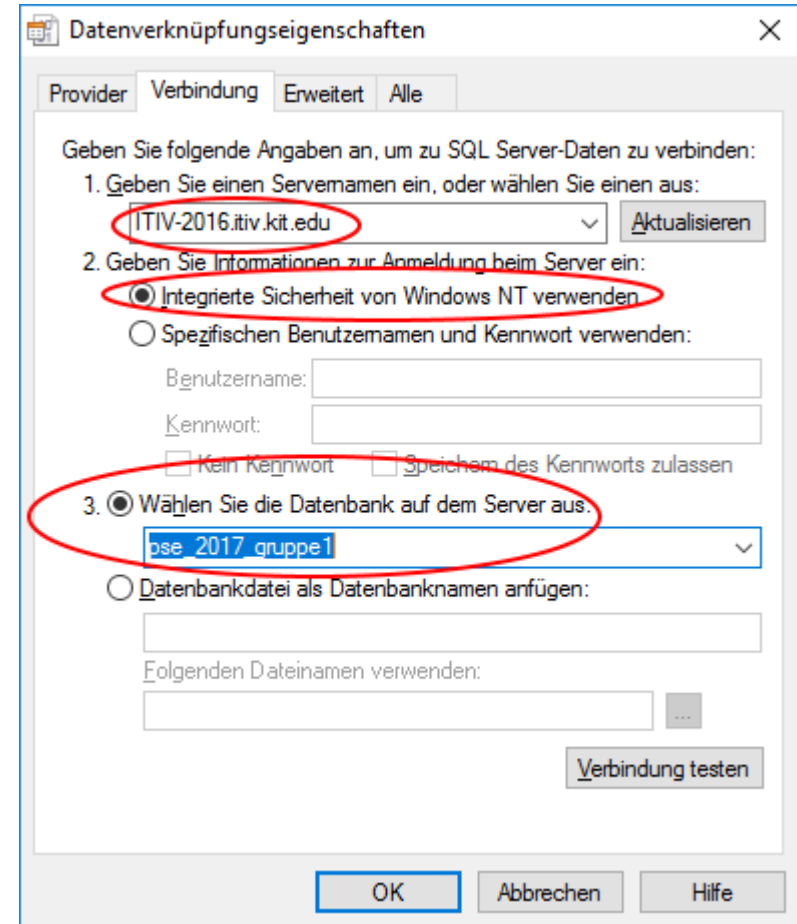 Datenverknüpfungseigenschaften
Provider Verbindung Erweitert Alle
Geben Sie folgende Angaben an, um zu SQL Server-Daten zu verbinden:
1. Geben Sie einen Servernamen ein, oder wählen Sie einen aus:
ITIV-2016.itiv.kit.edu Aktualisieren
2. Geben Sie Informationen zur Anmeldung beim Server ein:
Integrierte Sicherheit von Windows NT verwenden
Spezifischen Benutzernamen und Kennwort verwenden:
Benutzername:
Kennwort:
Kein Kennwort Speichern des Kennworts zulassen
3. Wählen Sie die Datenbank auf dem Server aus:
pse_2017_gruppe1
Datenbankdatei als Datenbanknamen anfügen:
Folgenden Dateinamen verwenden:
...
Verbindung testen
OK Abbrechen Hilfe